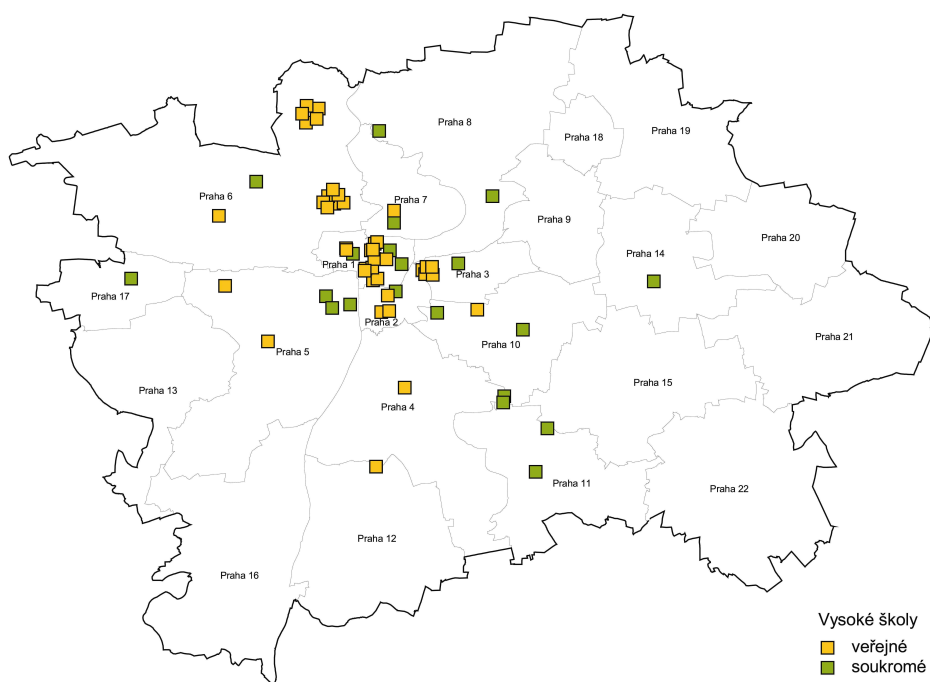 Praha 8
Praha 18
Praha 19
Praha 6
Praha 7
Praha 9
Praha 20
Praha 14
Praha 1
Praha 3
Praha 17
Praha 2
Praha 21
Praha 10
Praha 5
Praha 15
Praha 13
Praha 4
Praha 11
Praha 22
Praha 12
Praha 16
Vysoké školy
veřejné
soukromé